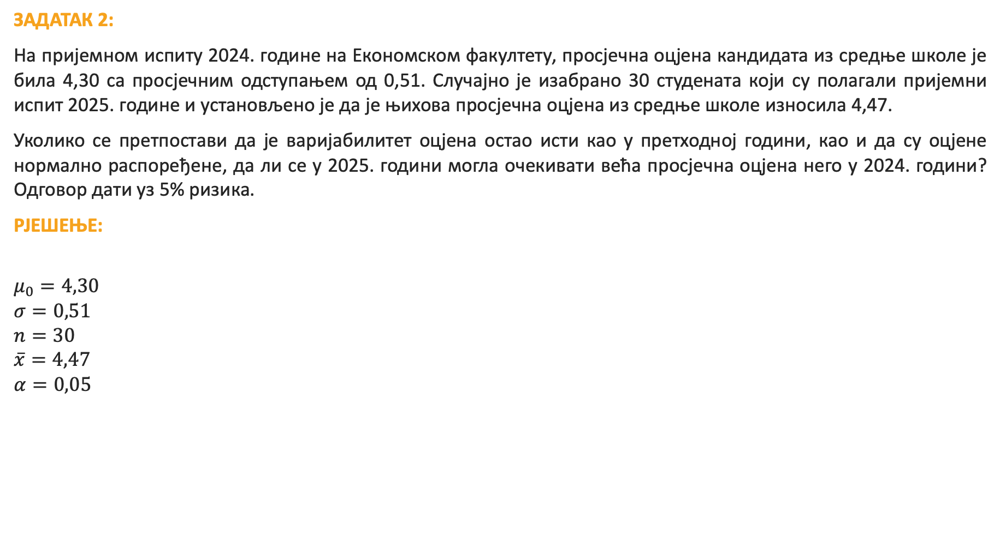 ЗАДАТАК 2:
На пријемном испиту 2024. године на Економском факултету, просјечна оцјена кандидата из средње школе је
била 4,30 са просјечним одступањем од 0,51. Случајно је изабрано 30 студената који су полагали пријемни
испит 2025. године и установљено је да је њихова просјечна оцјена из средње школе износила 4,47.
Уколико се претпостави да је варијабилитет оцјена остао исти као у претходној години, као и да су оцјене
нормално распоређене, да ли се у 2025. години могла очекивати већа просјечна оцјена него у 2024. години?
Одговор дати уз 5% ризика.
РЈЕШЕЊЕ:
μ₀ = 4,30
σ = 0,51
n = 30
x̄ = 4,47
α = 0,05